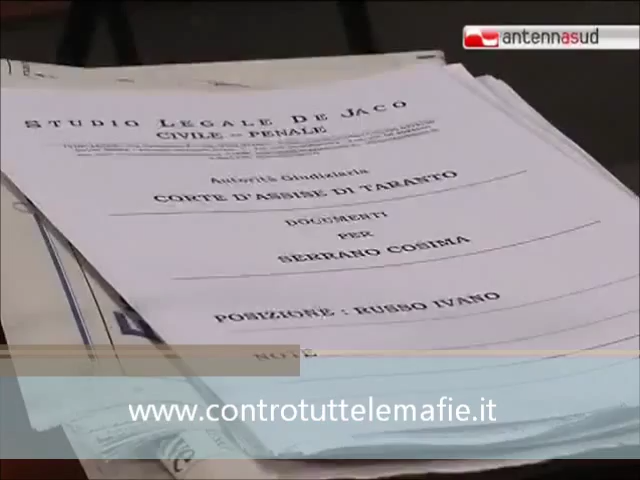 antennasud
STUDIO LEGALE DE JACO
CIVILE - PENALE
Autorità Giudiziaria
CORTE D'ASSISE DI TARANTO
DOCUMENTI
PER
SERRANO COSIMA
POSIZIONE : RUSSO IVANO
NOTE
www.controtuttelemafie.it